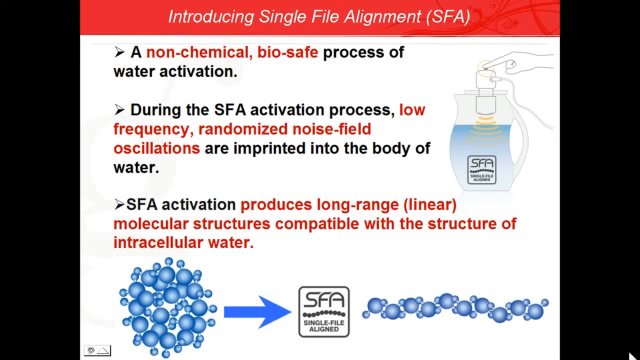 Introducing Single File Alignment (SFA)
➢ A non-chemical, bio-safe process of
water activation.
➢ During the SFA activation process, low
frequency, randomized noise-field
oscillations are imprinted into the body of
water.
➢SFA activation produces long-range (linear)
molecular structures compatible with the structure of
intracellular water.
SFA
SINGLE-FILE
ALIGNED
SFA
SINGLE-FILE
ALIGNED